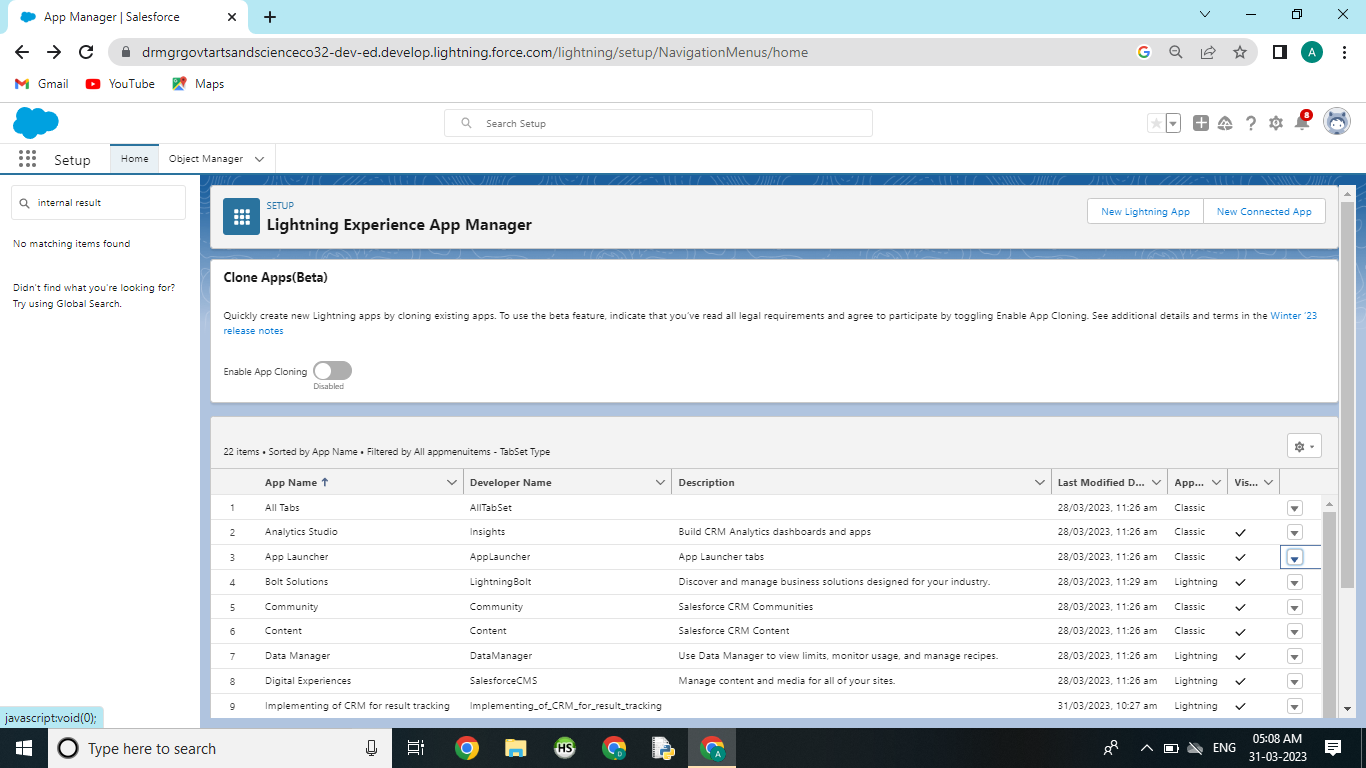 App Manager | Salesforce
drmgrgovtartsandscienceco32-dev-ed.develop.lightning.force.com/lightning/setup/NavigationMenus/home
A
Gmail
YouTube
Maps
Search Setup
8
Setup
Home
Object Manager
internal result
No matching items found
Didn't find what you're looking for?
Try using Global Search.
SETUP
Lightning Experience App Manager
New Lightning App
New Connected App
Clone Apps(Beta)
Quickly create new Lightning apps by cloning existing apps. To use the beta feature, indicate that you've read all legal requirements and agree to participate by toggling Enable App Cloning. See additional details and terms in the Winter '23
release notes
Enable App Cloning
Disabled
22 items • Sorted by App Name • Filtered by All appmenuitems - TabSet Type
App Name ↑ Developer Name Description Last Modified D... App... Vis...
1 All Tabs AllTabSet 28/03/2023, 11:26 am Classic
2 Analytics Studio Insights Build CRM Analytics dashboards and apps 28/03/2023, 11:26 am Classic
3 App Launcher AppLauncher App Launcher tabs 28/03/2023, 11:26 am Classic
4 Bolt Solutions LightningBolt Discover and manage business solutions designed for your industry. 28/03/2023, 11:29 am Lightning
5 Community Community Salesforce CRM Communities 28/03/2023, 11:26 am Classic
6 Content Content Salesforce CRM Content 28/03/2023, 11:26 am Classic
7 Data Manager DataManager Use Data Manager to view limits, monitor usage, and manage recipes. 28/03/2023, 11:26 am Lightning
8 Digital Experiences SalesforceCMS Manage content and media for all of your sites. 28/03/2023, 11:26 am Lightning
9 Implementing of CRM for result tracking Implementing_of_CRM_for_result_tracking 31/03/2023, 10:27 am Lightning
javascript:void(0);
Type here to search
HS
D
A
ENG
05:08 AM
31-03-2023